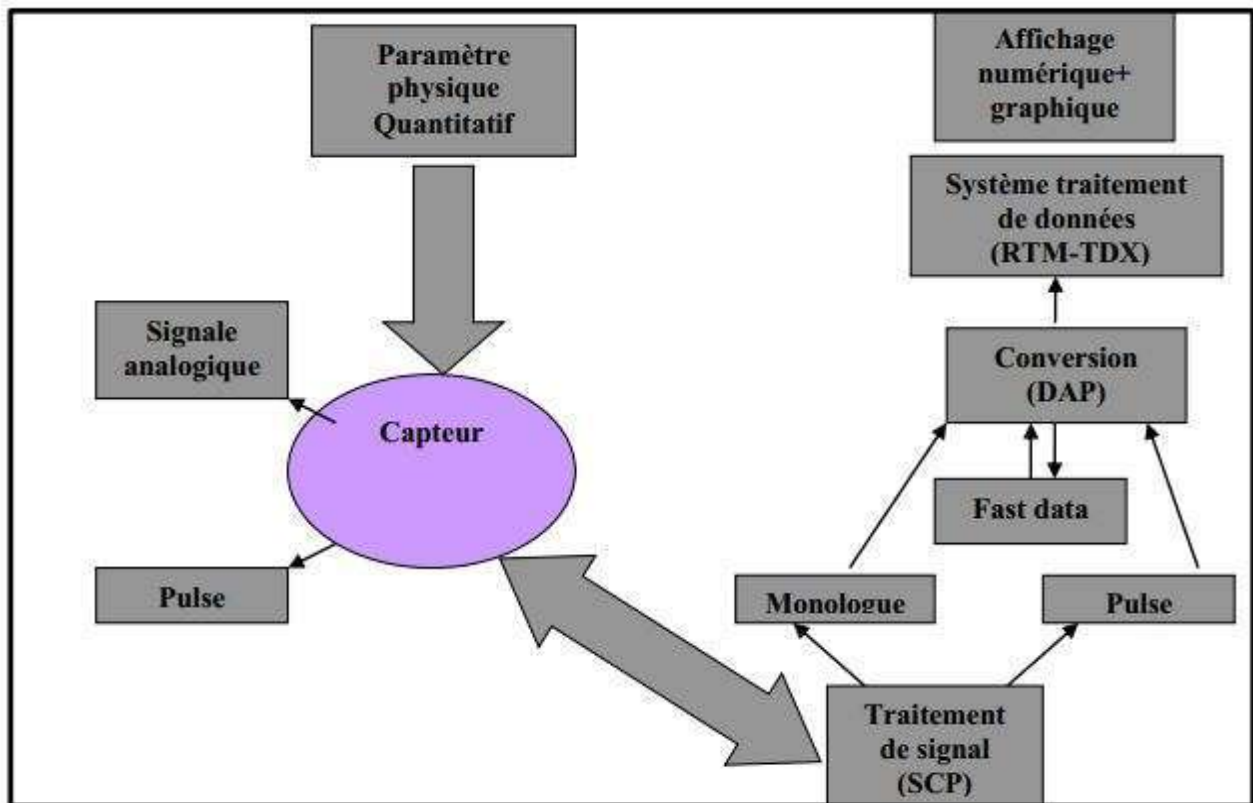 Paramètre
physique
Quantitatif
Affichage
numérique+
graphique
Système traitement
de données
(RTM-TDX)
Signale
analogique
Conversion
(DAP)
Capteur
Fast data
Pulse
Monologue
Pulse
Traitement
de signal
(SCP)